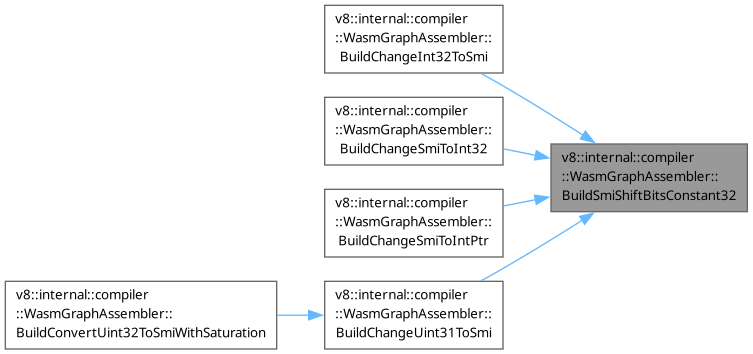 v8::internal::compiler
::WasmGraphAssembler::
BuildChangeInt32ToSmi
v8::internal::compiler
::WasmGraphAssembler::
BuildChangeSmiToInt32
v8::internal::compiler
::WasmGraphAssembler::
BuildSmiShiftBitsConstant32
v8::internal::compiler
::WasmGraphAssembler::
BuildChangeSmiToIntPtr
v8::internal::compiler
::WasmGraphAssembler::
BuildConvertUint32ToSmiWithSaturation
v8::internal::compiler
::WasmGraphAssembler::
BuildChangeUint31ToSmi